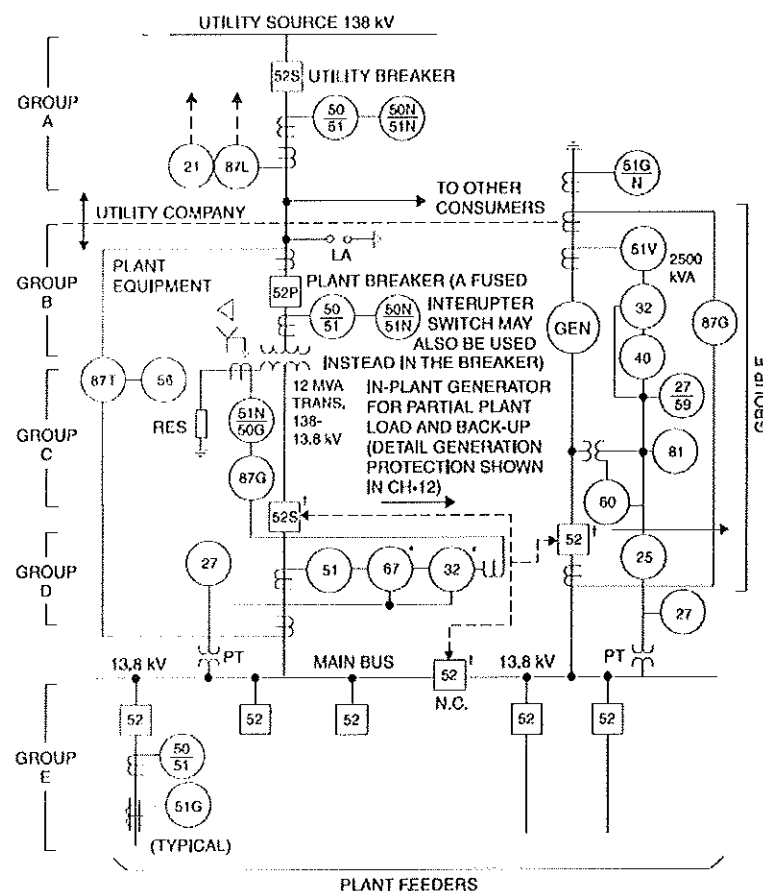 UTILITY SOURCE 138 kV
52S
UTILITY BREAKER
GROUP
A
50
51
50N
51N
21
87L
51G
N
TO OTHER
CONSUMERS
UTILITY COMPANY
LA
GROUP
B
PLANT
EQUIPMENT
52P
PLANT BREAKER (A FUSED
INTERUPTER
SWITCH MAY
ALSO BE USED
INSTEAD IN THE BREAKER)
50
51
50N
51N
51V
2500
kVA
32
GEN
40
87G
27
59
GROUP F
87T
56
RES
51N
50G
12 MVA
TRANS,
138-
13.8 kV
IN-PLANT GENERATOR
FOR PARTIAL PLANT
LOAD AND BACK-UP
(DETAIL GENERATION
PROTECTION SHOWN
IN CH-12)
GROUP
C
87G
81
60
52S
†
52
†
25
GROUP
D
27
51
67
*
32
*
27
13.8 kV
PT
MAIN BUS
52
†
N.C.
13.8 kV
PT
52
52
52
52
52
GROUP
E
50
51
51G
(TYPICAL)
PLANT FEEDERS